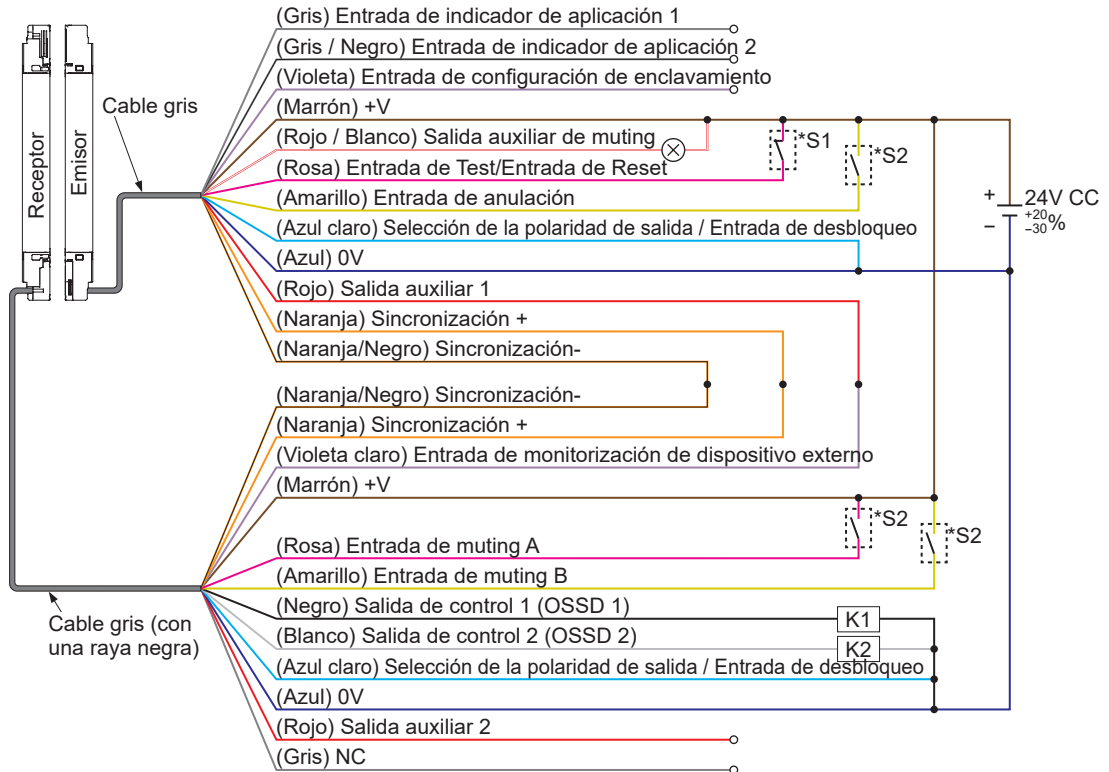 (Gris) Entrada de indicador de aplicación 1
(Gris / Negro) Entrada de indicador de aplicación 2
(Violeta) Entrada de configuración de enclavamiento
Cable gris
(Marrón) +V
(Rojo / Blanco) Salida auxiliar de muting
*S1
*S2
(Rosa) Entrada de Test/Entrada de Reset
Receptor
Emisor
(Amarillo) Entrada de anulación
+ 24V CC
– +20 –30 %
(Azul claro) Selección de la polaridad de salida / Entrada de desbloqueo
(Azul) 0V
(Rojo) Salida auxiliar 1
(Naranja) Sincronización +
(Naranja/Negro) Sincronización-
(Naranja/Negro) Sincronización-
(Naranja) Sincronización +
(Violeta claro) Entrada de monitorización de dispositivo externo
(Marrón) +V
*S2
*S2
(Rosa) Entrada de muting A
(Amarillo) Entrada de muting B
(Negro) Salida de control 1 (OSSD 1)
K1
Cable gris (con
una raya negra)
(Blanco) Salida de control 2 (OSSD 2)
K2
(Azul claro) Selección de la polaridad de salida / Entrada de desbloqueo
(Azul) 0V
(Rojo) Salida auxiliar 2
(Gris) NC